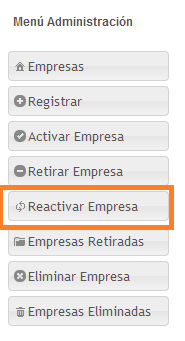 Menú Administración
Empresas
Registrar
Activar Empresa
Retirar Empresa
Reactivar Empresa
Empresas Retiradas
Eliminar Empresa
Empresas Eliminadas